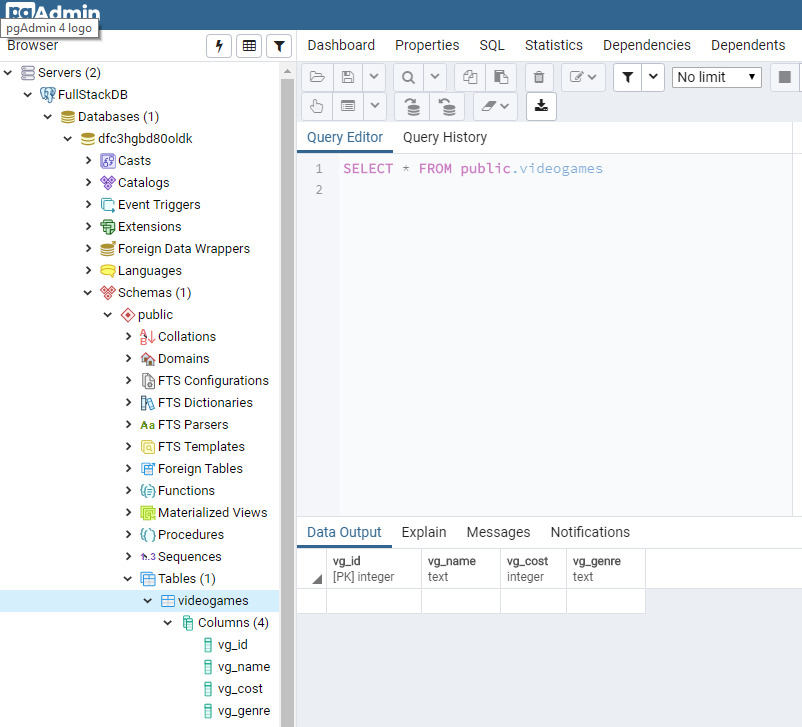 pgAdmin
pgAdmin 4 logo
Browser
Servers (2)
FullStackDB
Databases (1)
dfc3hgbd80oldk
Casts
Catalogs
Event Triggers
Extensions
Foreign Data Wrappers
Languages
Schemas (1)
public
Collations
Domains
FTS Configurations
FTS Dictionaries
Aa FTS Parsers
FTS Templates
Foreign Tables
Functions
Materialized Views
Procedures
1..3 Sequences
Tables (1)
videogames
Columns (4)
vg_id
vg_name
vg_cost
vg_genre
Dashboard Properties SQL Statistics Dependencies Dependents
No limit
Query Editor Query History
1 SELECT * FROM public.videogames
2
Data Output Explain Messages Notifications
vg_id vg_name vg_cost vg_genre
[PK] integer text integer text